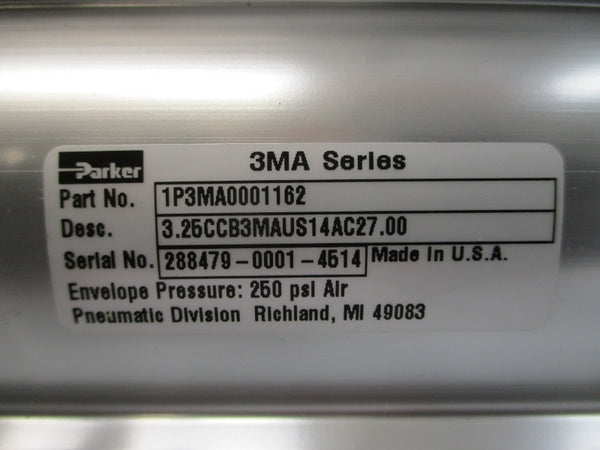 Parker 3MA Series
Part No. 1P3MA0001162
Desc. 3.25CCB3MAUS14AC27.00
Serial No. 288479-0001-4514 Made In U.S.A.
Envelope Pressure: 250 psi Air
Pneumatic Division Richland, MI 49083